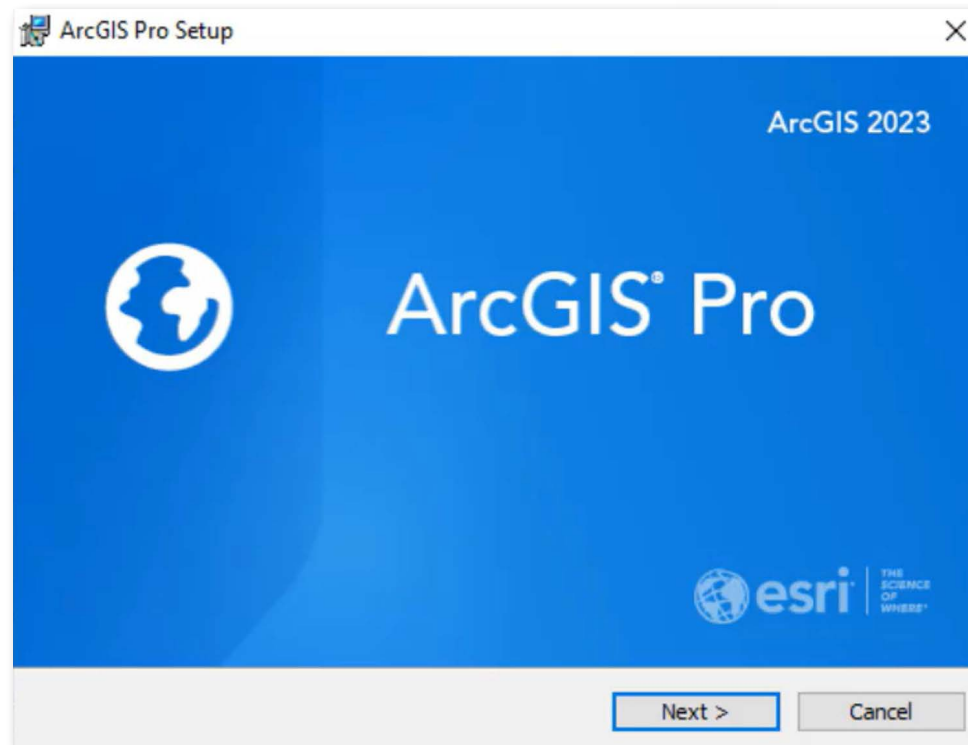 ArcGIS Pro Setup
ArcGIS 2023
ArcGIS® Pro
esri
THE
SCIENCE
OF
WHERE®
Next >
Cancel